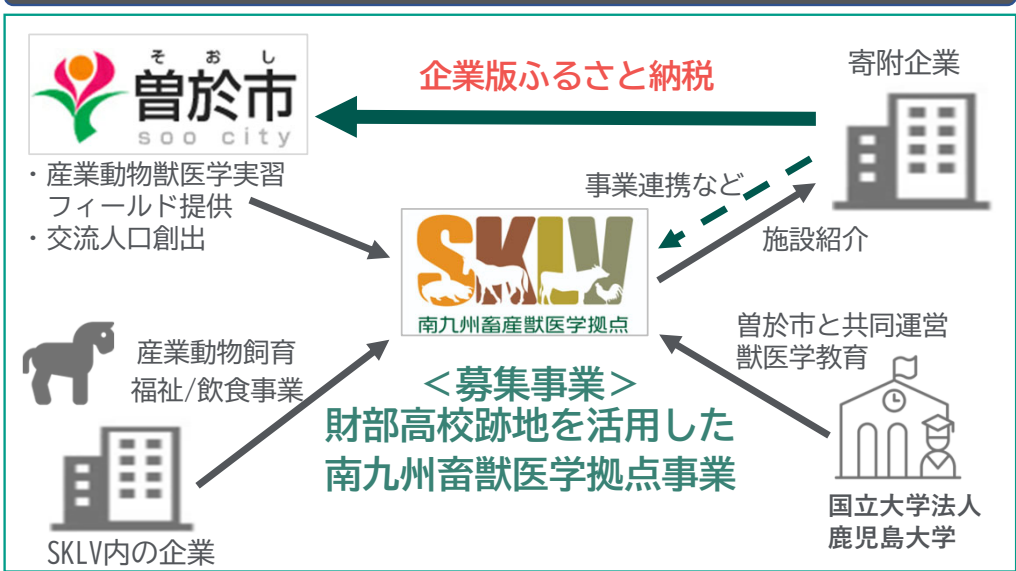 そおし
曽於市
soo city
企業版ふるさと納税
寄附企業
・産業動物獣医学実習
フィールド提供
・交流人口創出
事業連携など
施設紹介
SKLV
南九州畜産獣医学拠点
産業動物飼育
福祉/飲食事業
曽於市と共同運営
獣医学教育
＜募集事業＞
財部高校跡地を活用した
南九州畜獣医学拠点事業
SKLV内の企業
国立大学法人
鹿児島大学